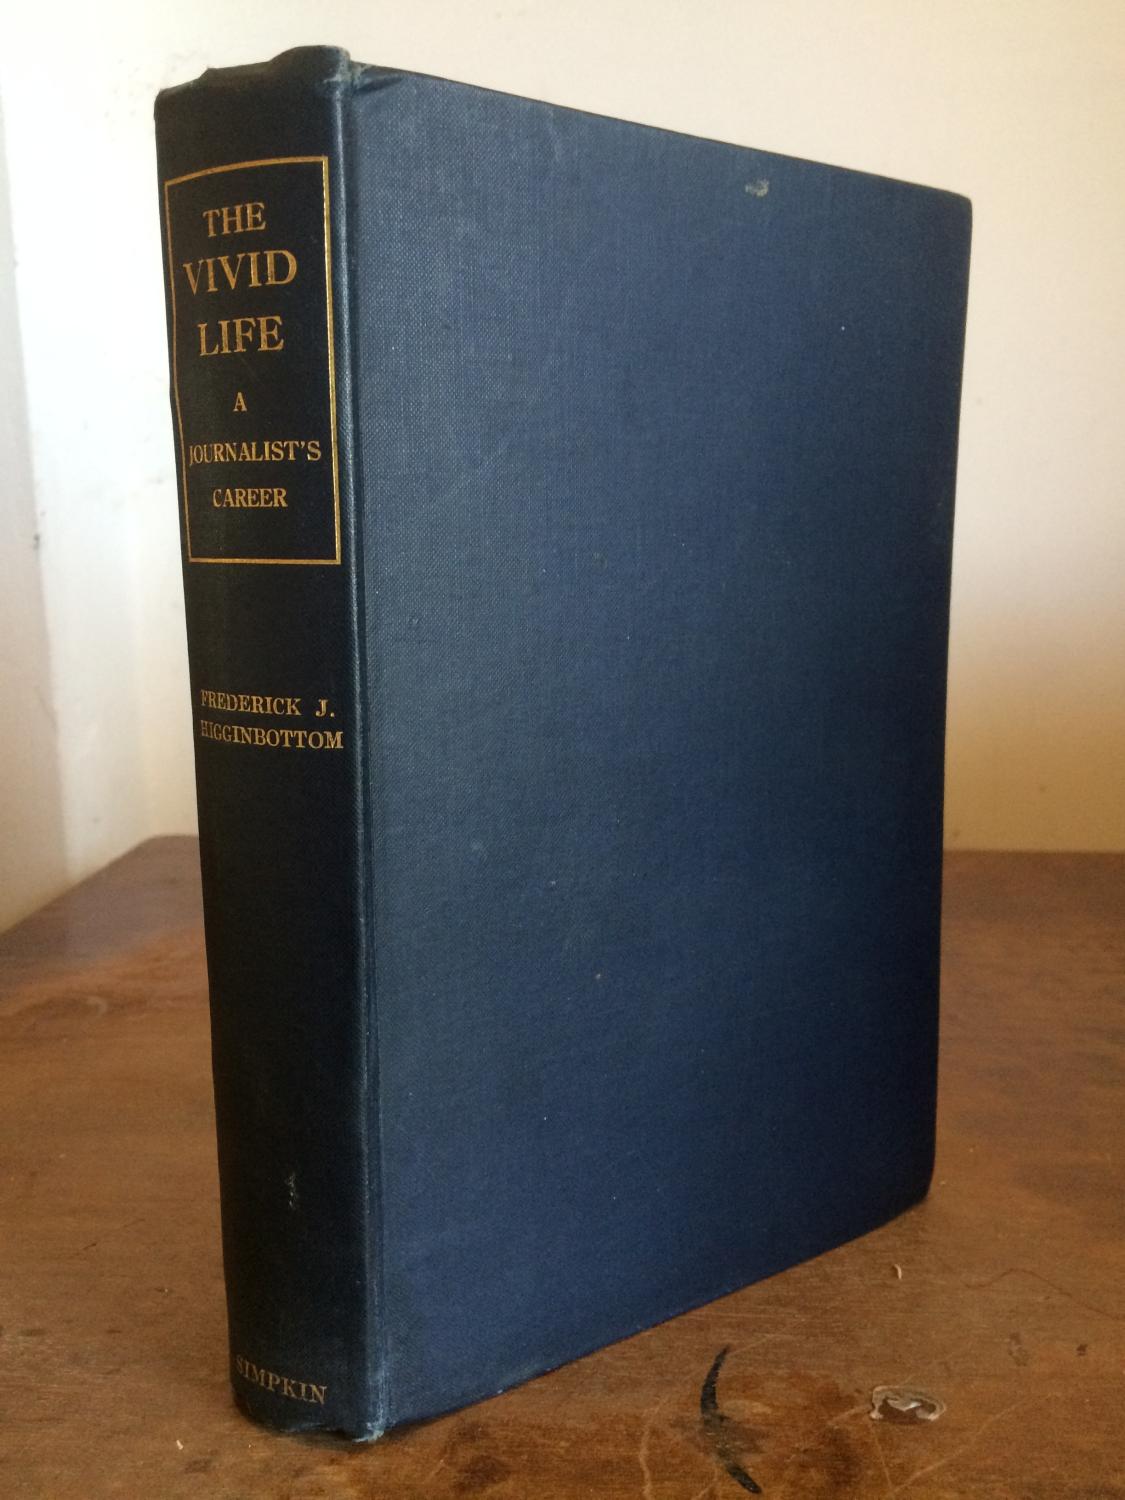 THE
VIVID
LIFE
A
JOURNALIST'S
CAREER
FREDERICK J.
HIGGINBOTTOM
SIMPKIN